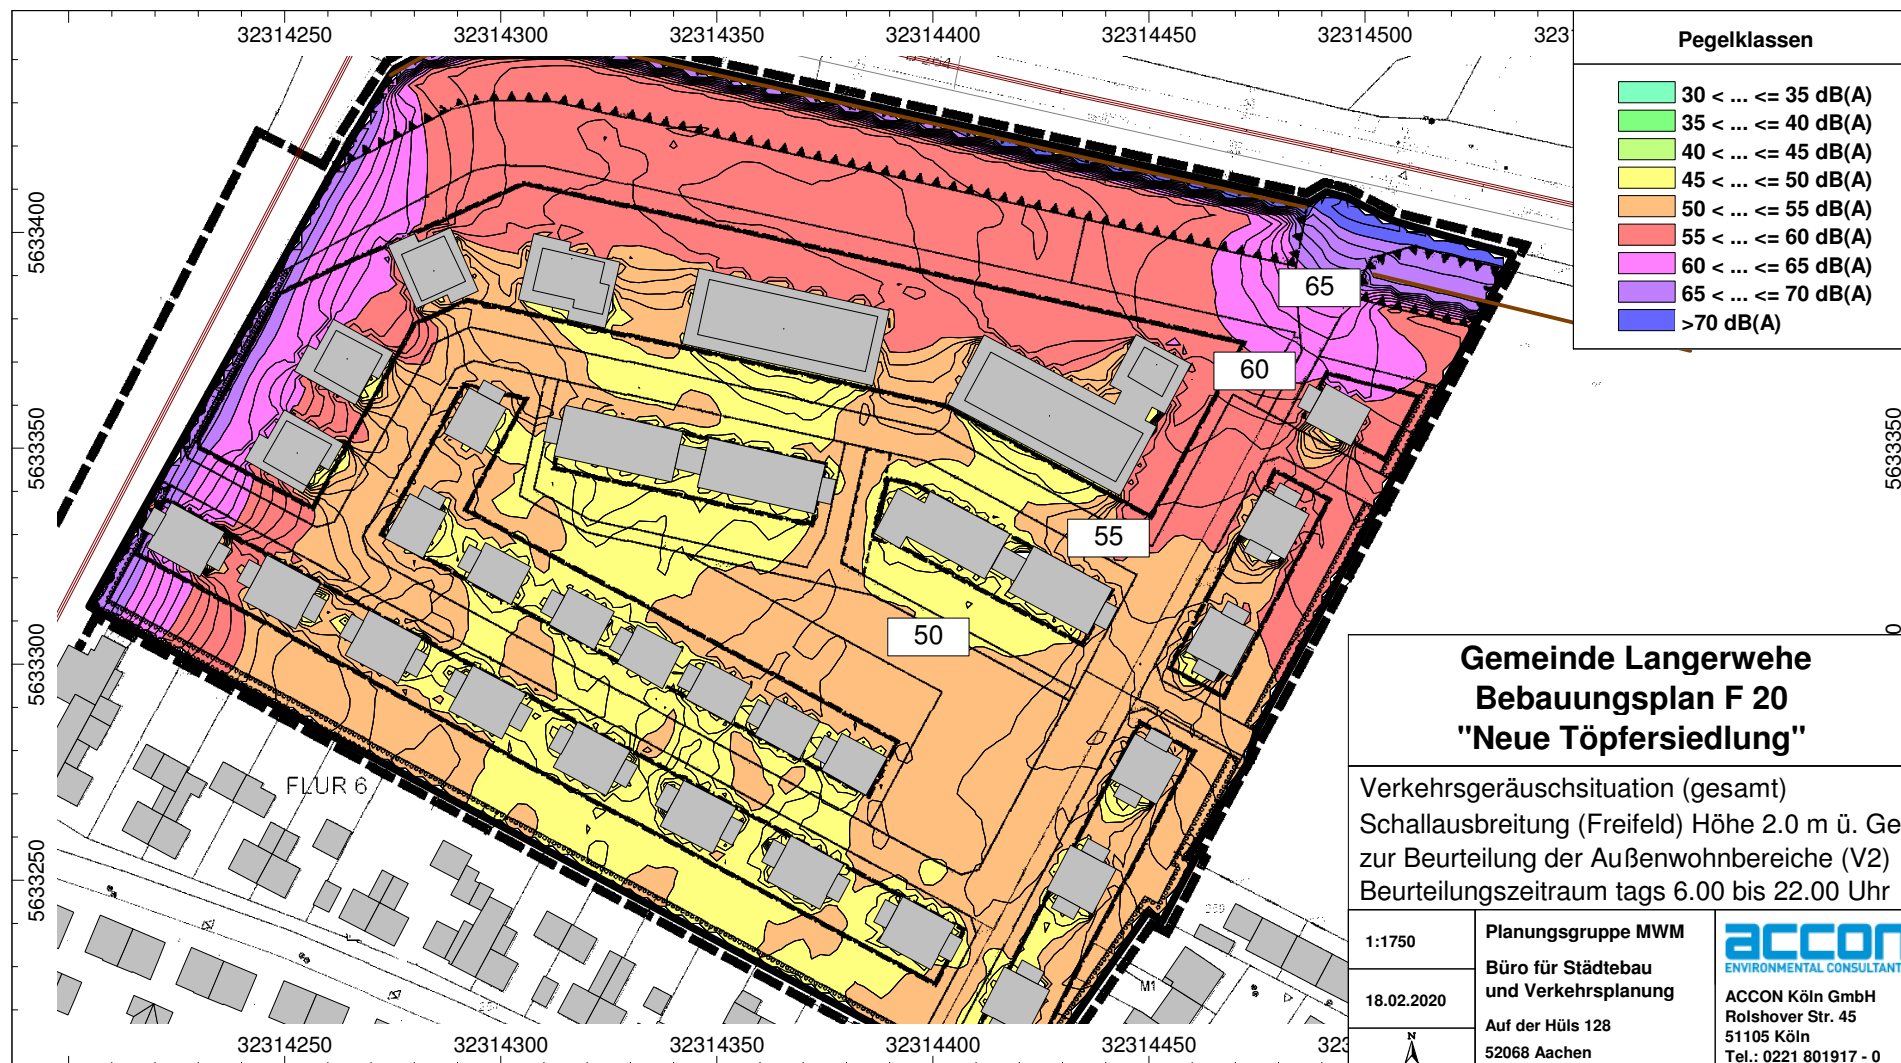 32314250 32314300 32314350 32314400 32314450 32314500 323
Pegelklassen
30 < ... <= 35 dB(A)
35 < ... <= 40 dB(A)
40 < ... <= 45 dB(A)
45 < ... <= 50 dB(A)
50 < ... <= 55 dB(A)
55 < ... <= 60 dB(A)
60 < ... <= 65 dB(A)
65 < ... <= 70 dB(A)
>70 dB(A)
5633400
5633350
5633300
5633250
5633350
65
60
55
50
FLUR 6
M1
Gemeinde Langerwehe
Bebauungsplan F 20
"Neue Töpfersiedlung"
Verkehrsgeräuschsituation (gesamt)
Schallausbreitung (Freifeld) Höhe 2.0 m ü. Ge
zur Beurteilung der Außenwohnbereiche (V2)
Beurteilungszeitraum tags 6.00 bis 22.00 Uhr
1:1750
18.02.2020
N
Planungsgruppe MWM
Büro für Städtebau
und Verkehrsplanung
Auf der Hüls 128
52068 Aachen
accon
ENVIRONMENTAL CONSULTANT
ACCON Köln GmbH
Rolshover Str. 45
51105 Köln
Tel.: 0221 801917 - 0
32314250 32314300 32314350 32314400 323